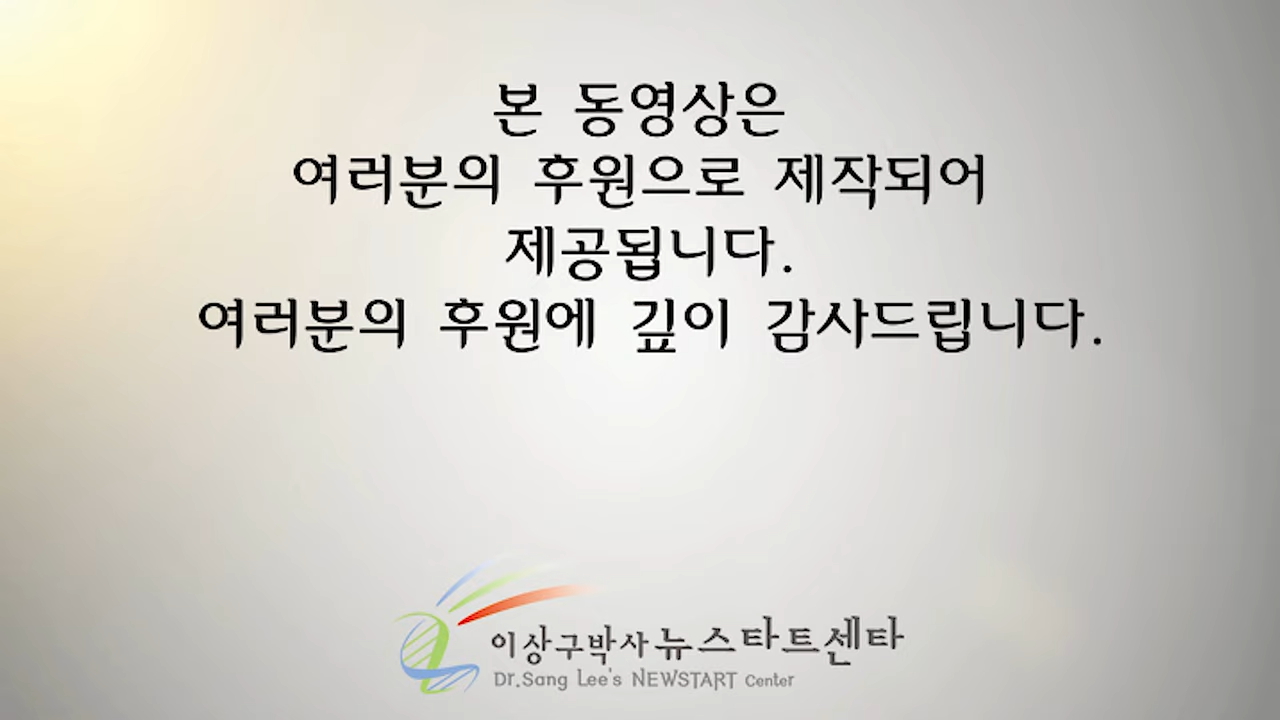 본 동영상은
여러분의 후원으로 제작되어
제공됩니다.
여러분의 후원에 깊이 감사드립니다.
이상구박사 뉴스타트센타
Dr.Sang Lee's NEWSTART Center